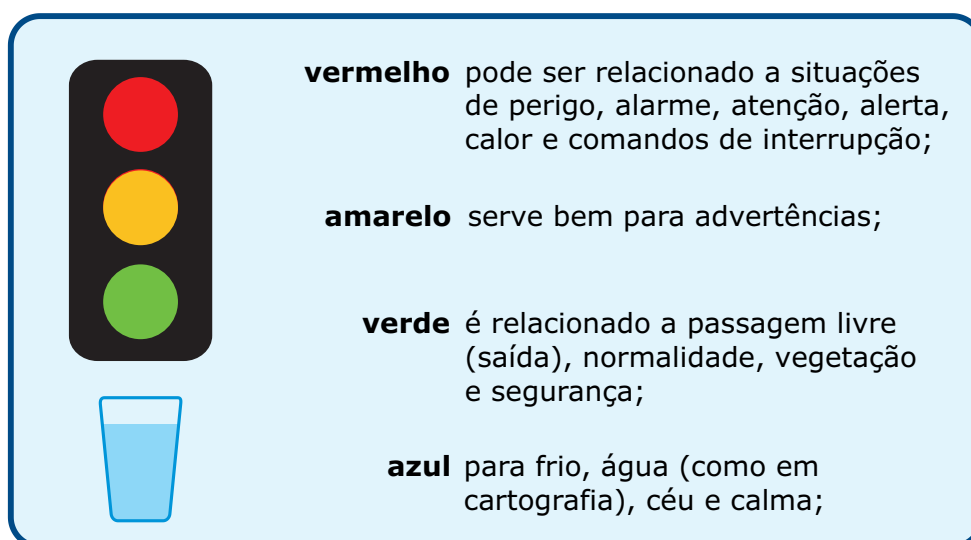 vermelho pode ser relacionado a situações
de perigo, alarme, atenção, alerta,
calor e comandos de interrupção;
amarelo serve bem para advertências;
verde é relacionado a passagem livre
(saída), normalidade, vegetação
e segurança;
azul para frio, água (como em
cartografia), céu e calma;